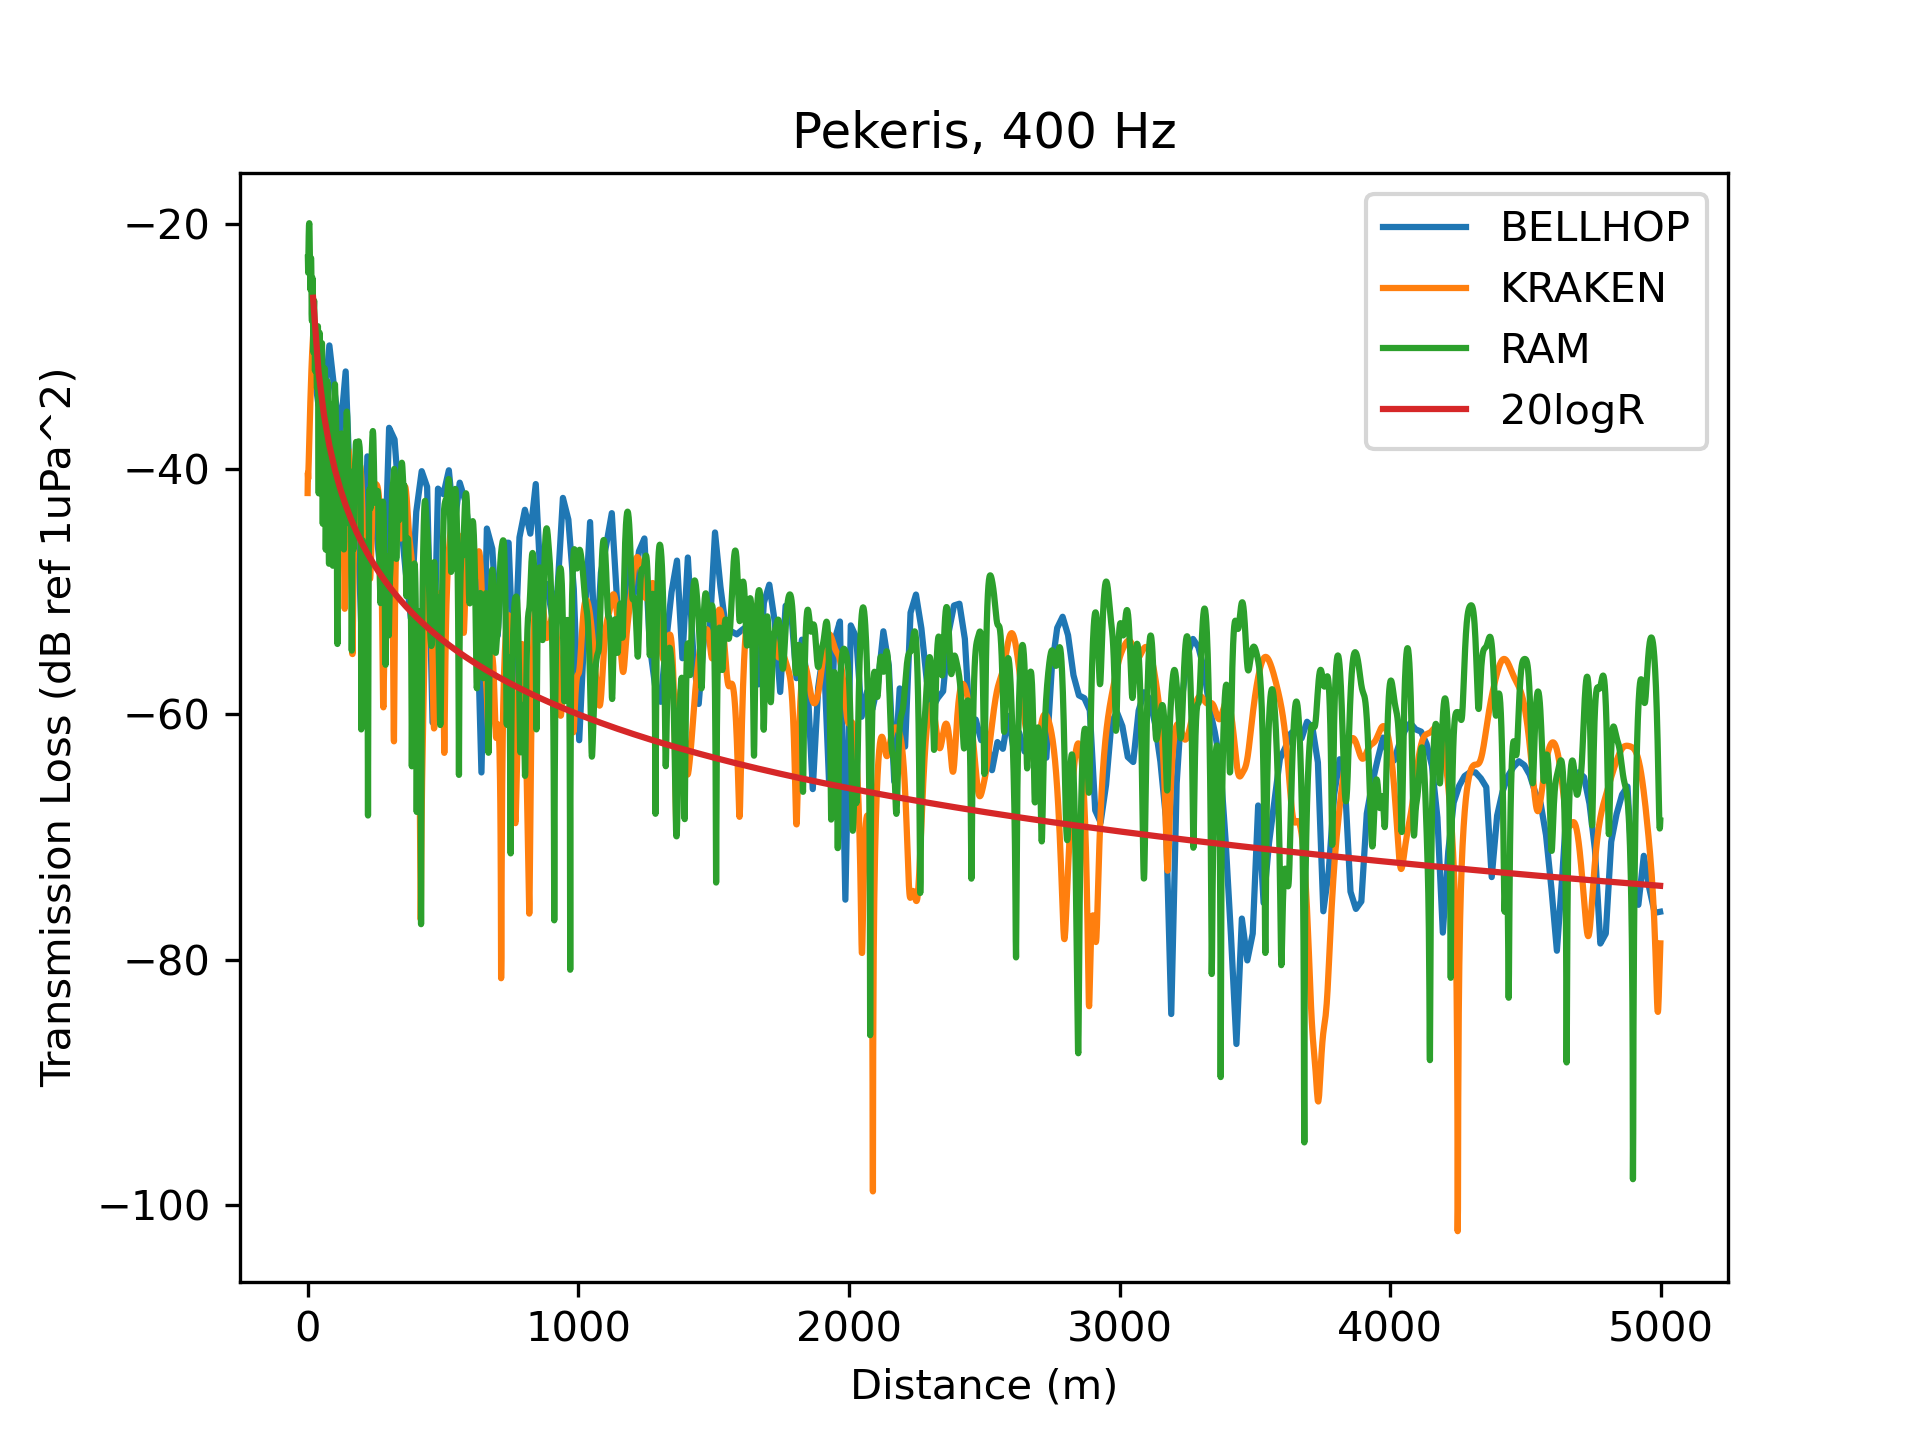 Pekeris, 400 Hz
BELLHOP
KRAKEN
RAM
20logR
Transmission Loss (dB ref 1uPa^2)
−20
−40
−60
−80
−100
0 1000 2000 3000 4000 5000
Distance (m)